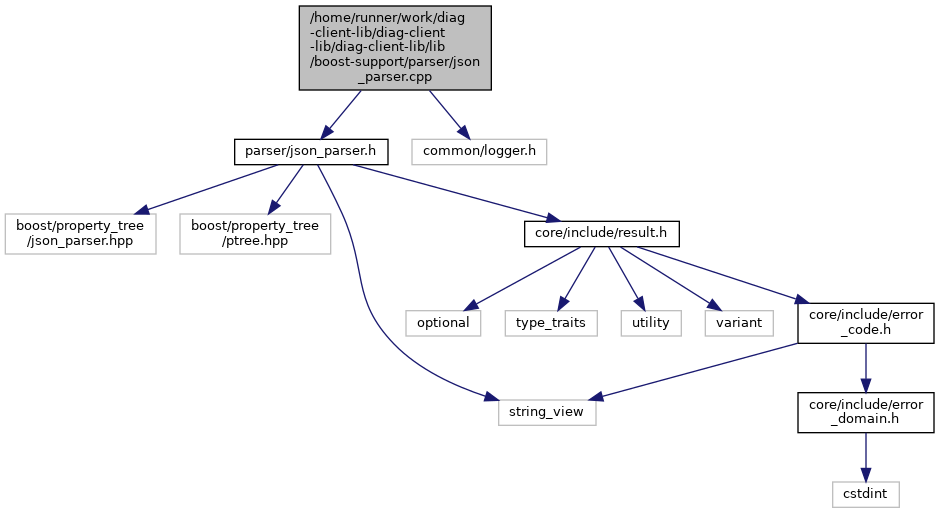 /home/runner/work/diag
-client-lib/diag-client
-lib/diag-client-lib/lib
/boost-support/parser/json
_parser.cpp
parser/json_parser.h
common/logger.h
boost/property_tree
/json_parser.hpp
boost/property_tree
/ptree.hpp
core/include/result.h
optional
type_traits
utility
variant
core/include/error
_code.h
string_view
core/include/error
_domain.h
cstdint